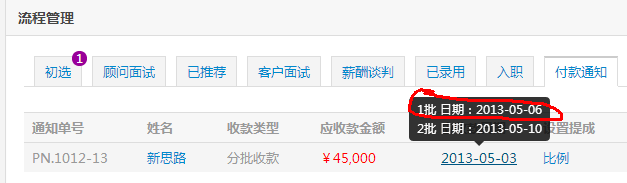 流程管理
初选 1 顾问面试 已推荐 客户面试 薪酬谈判 已录用 入职 付款通知
1批 日期：2013-05-06
2批 日期：2013-05-10
通知单号 姓名 收款类型 应收款金额 设置提成
PN.1012-13 新思路 分批收款 ￥45,000 2013-05-03 比例